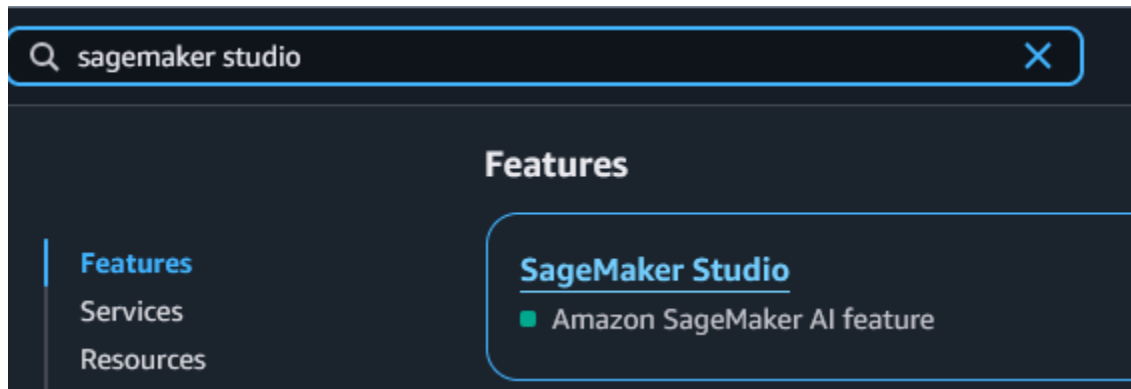 sagemaker studio
Features
Features
Services
Resources
SageMaker Studio
Amazon SageMaker AI feature